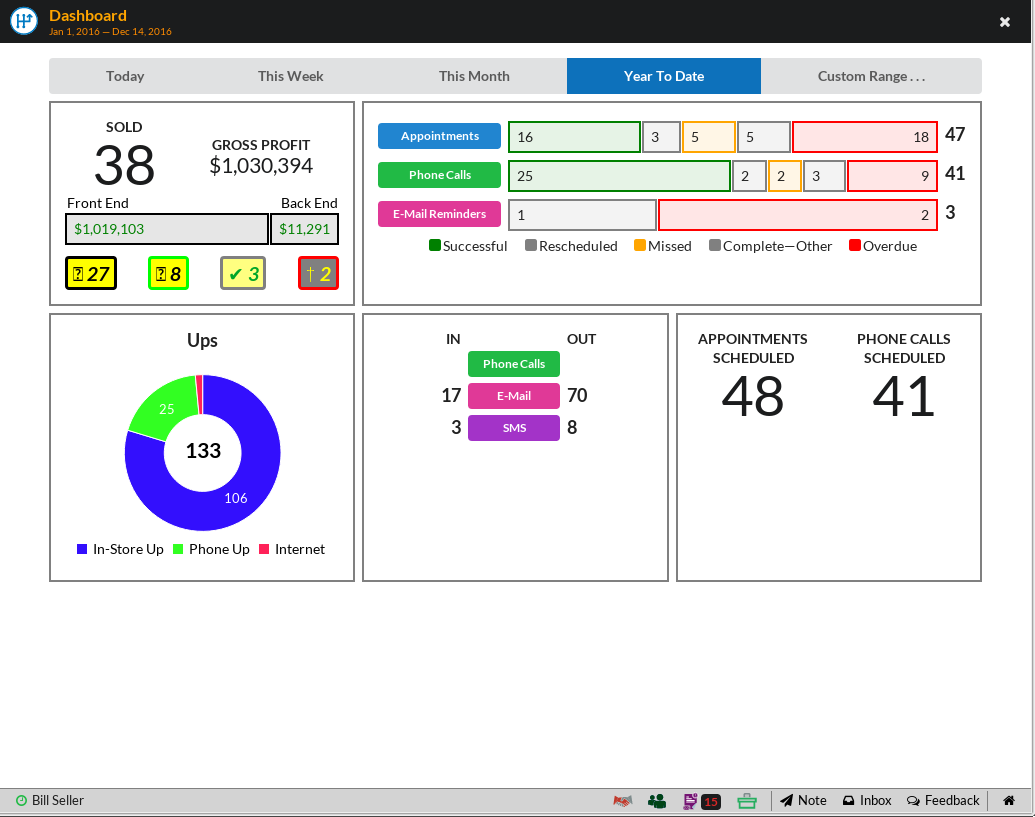 Dashboard
Jan 1, 2016 — Dec 14, 2016
Today This Week This Month Year To Date Custom Range . . .
SOLD
38
GROSS PROFIT
$1,030,394
Front End Back End
$1,019,103 $11,291
27 8 ✔ 3 † 2
Appointments 16 3 5 5 18 47
Phone Calls 25 2 2 3 9 41
E-Mail Reminders 1 2 3
Successful Rescheduled Missed Complete—Other Overdue
Ups
25
133
106
In-Store Up Phone Up Internet
IN OUT
Phone Calls
17 E-Mail 70
3 SMS 8
APPOINTMENTS
SCHEDULED
48
PHONE CALLS
SCHEDULED
41
Bill Seller 15 Note Inbox Feedback